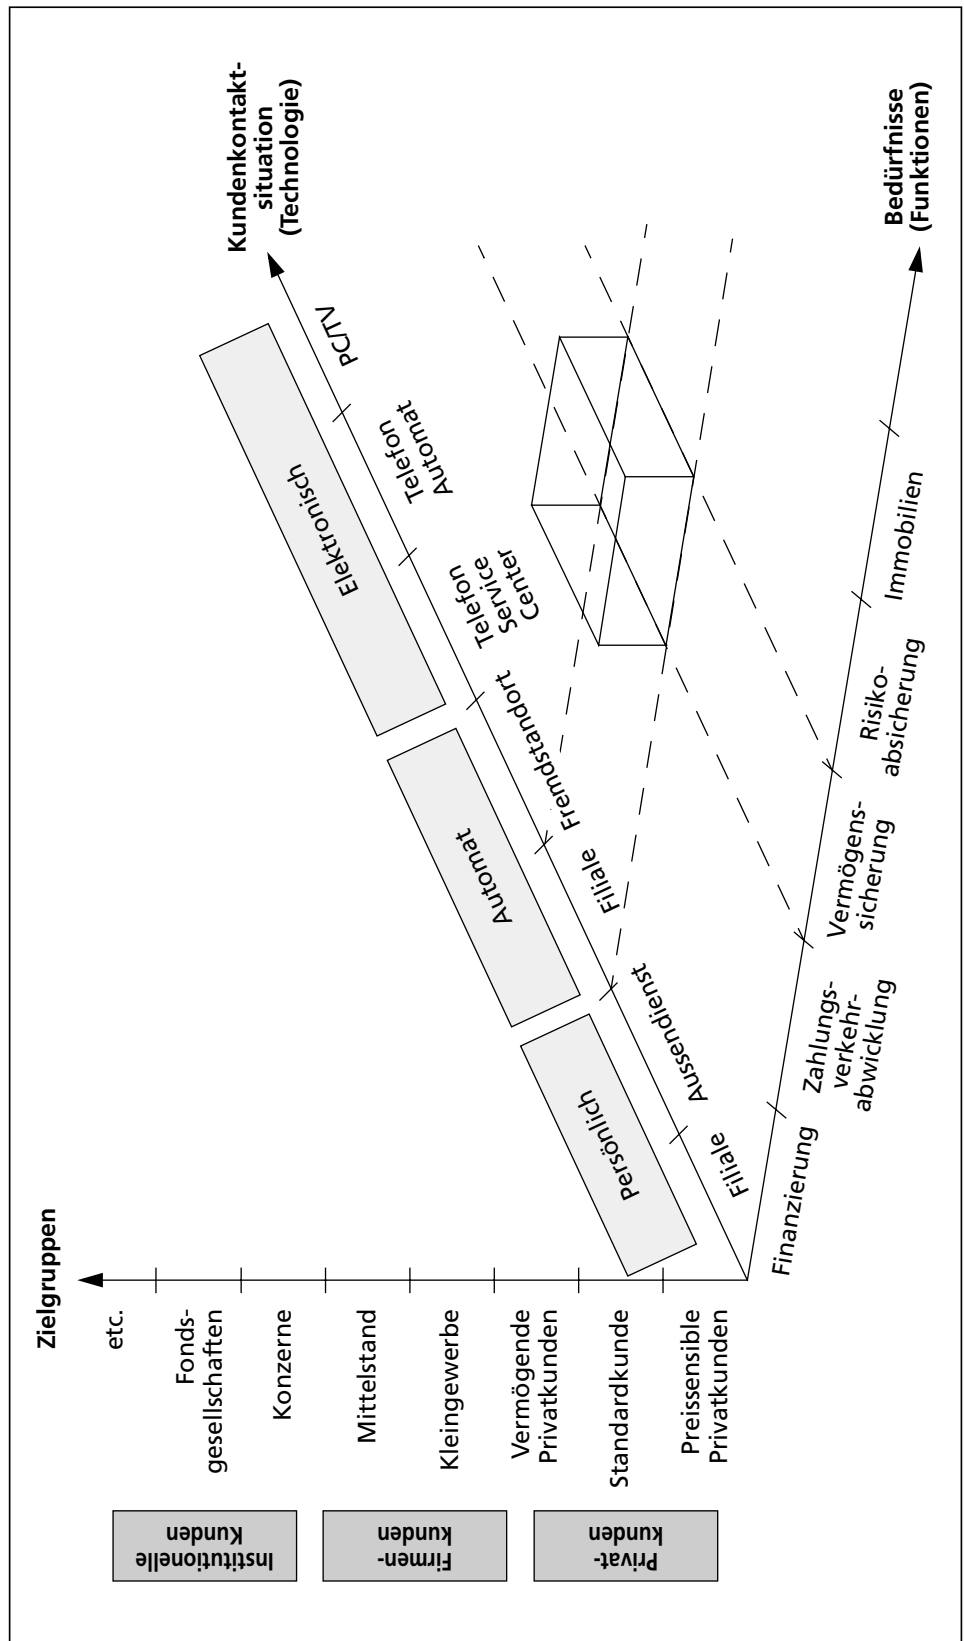 Zielgruppen
etc.
Fonds-
gesellschaften
Konzerne
Mittelstand
Kleingewerbe
Vermögende
Privatkunden
Standardkunde
Preissensible
Privatkunden
Institutionelle
Kunden
Firmen-
kunden
Privat-
kunden
Kundenkontakt-
situation
(Technologie)
Elektronisch
Automat
Persönlich
PC/TV
Telefon
Automat
Telefon
Service
Center
Fremdstandort
Filiale
Aussendienst
Filiale
Bedürfnisse
(Funktionen)
Finanzierung
Zahlungs-
verkehr-
abwicklung
Vermögens-
sicherung
Risiko-
absicherung
Immobilien